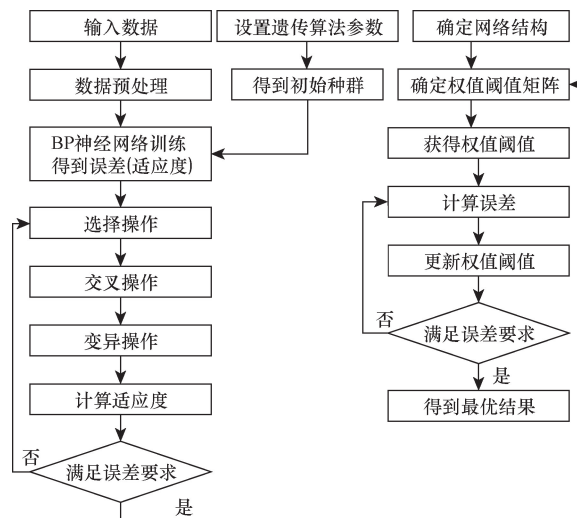 输入数据
数据预处理
BP神经网络训练
得到误差(适应度)
选择操作
交叉操作
变异操作
计算适应度
满足误差要求
否
是
设置遗传算法参数
得到初始种群
确定网络结构
确定权值阈值矩阵
获得权值阈值
计算误差
更新权值阈值
满足误差要求
否
是
得到最优结果